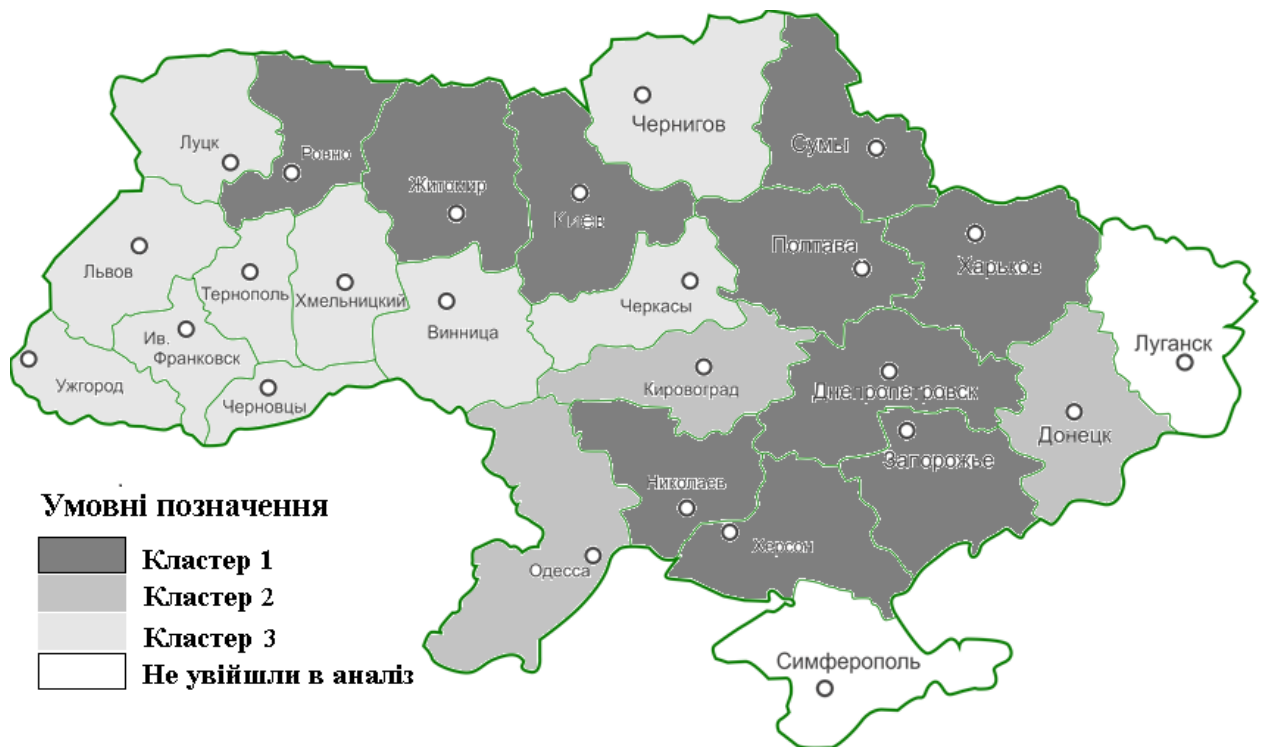 Чернигов
Сумы
Луцк
Ровно
Житомир
Киев
Полтава
Харьков
Львов
Тернополь
Хмельницкий
Винница
Черкасы
Ив.
Франковск
Луганск
Ужгород
Черновцы
Кировоград
Днепропетровск
Донецк
Загорожье
Николаев
Херсон
Одесса
Симферополь
Умовні позначення
Кластер 1
Кластер 2
Кластер 3
Не увійшли в аналіз